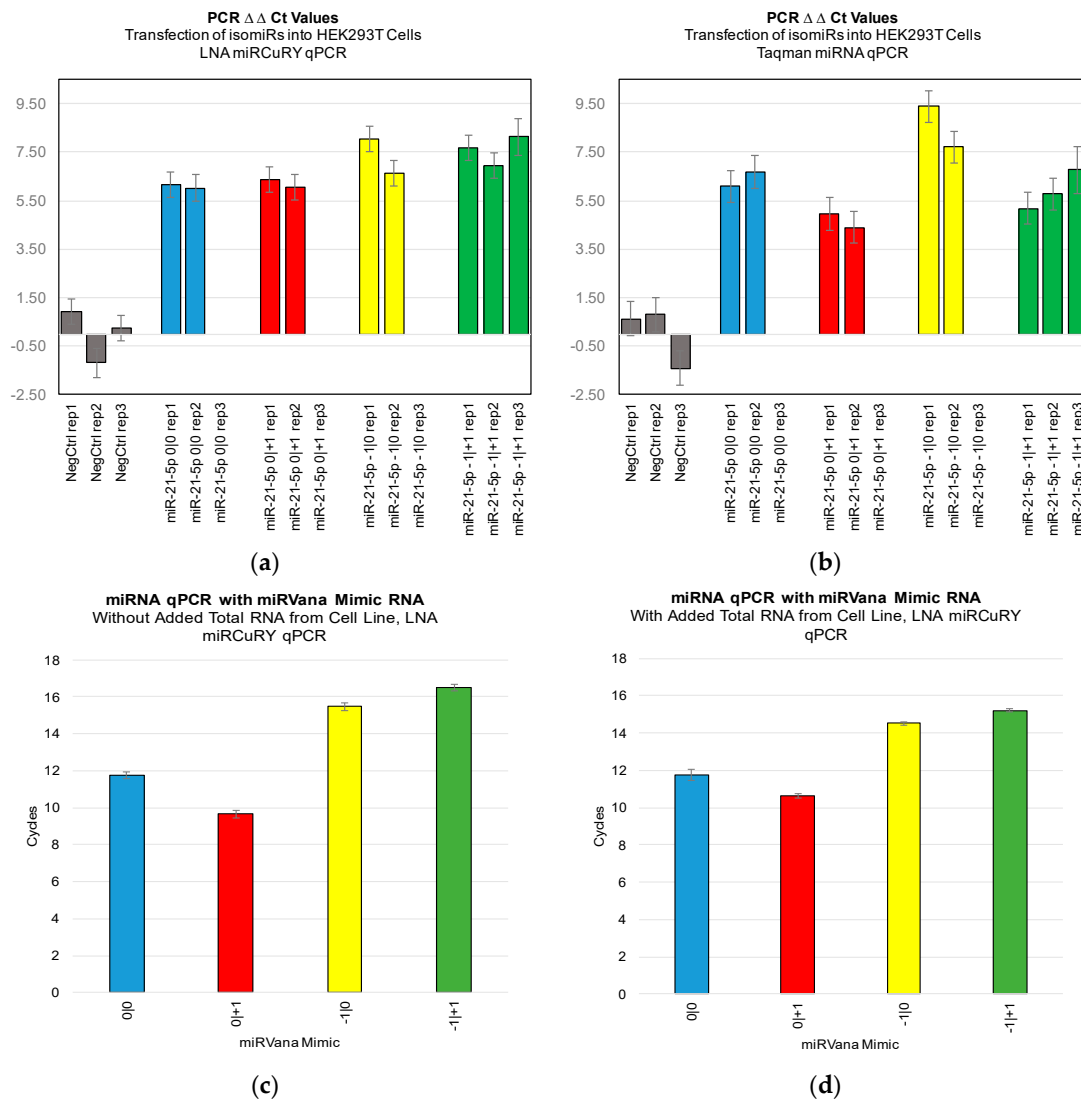 PCR Δ Δ Ct Values
Transfection of isomiRs into HEK293T Cells
LNA miRCuRY qPCR
9.50
7.50
5.50
3.50
1.50
-0.50
-2.50
NegCtrl rep1
NegCtrl rep2
NegCtrl rep3
miR-21-5p 0|0 rep1
miR-21-5p 0|0 rep2
miR-21-5p 0|0 rep3
miR-21-5p 0|+1 rep1
miR-21-5p 0|+1 rep2
miR-21-5p 0|+1 rep3
miR-21-5p -1|0 rep1
miR-21-5p -1|0 rep2
miR-21-5p -1|0 rep3
miR-21-5p -1|+1 rep1
miR-21-5p -1|+1 rep2
miR-21-5p -1|+1 rep3
(a)
PCR Δ Δ Ct Values
Transfection of isomiRs into HEK293T Cells
Taqman miRNA qPCR
9.50
7.50
5.50
3.50
1.50
-0.50
-2.50
NegCtrl rep1
NegCtrl rep2
NegCtrl rep3
miR-21-5p 0|0 rep1
miR-21-5p 0|0 rep2
miR-21-5p 0|0 rep3
miR-21-5p 0|+1 rep1
miR-21-5p 0|+1 rep2
miR-21-5p 0|+1 rep3
miR-21-5p -1|0 rep1
miR-21-5p -1|0 rep2
miR-21-5p -1|0 rep3
miR-21-5p -1|+1 rep1
miR-21-5p -1|+1 rep2
miR-21-5p -1|+1 rep3
(b)
miRNA qPCR with miRVana Mimic RNA
Without Added Total RNA from Cell Line, LNA
miRCuRY qPCR
18
16
14
12
10
8
6
4
2
0
Cycles
0|0
0|+1
-1|0
-1|+1
miRVana Mimic
(c)
miRNA qPCR with miRVana Mimic RNA
With Added Total RNA from Cell Line, LNA miRCuRY
qPCR
18
16
14
12
10
8
6
4
2
0
Cycles
0|0
0|+1
-1|0
-1|+1
miRVana Mimic
(d)